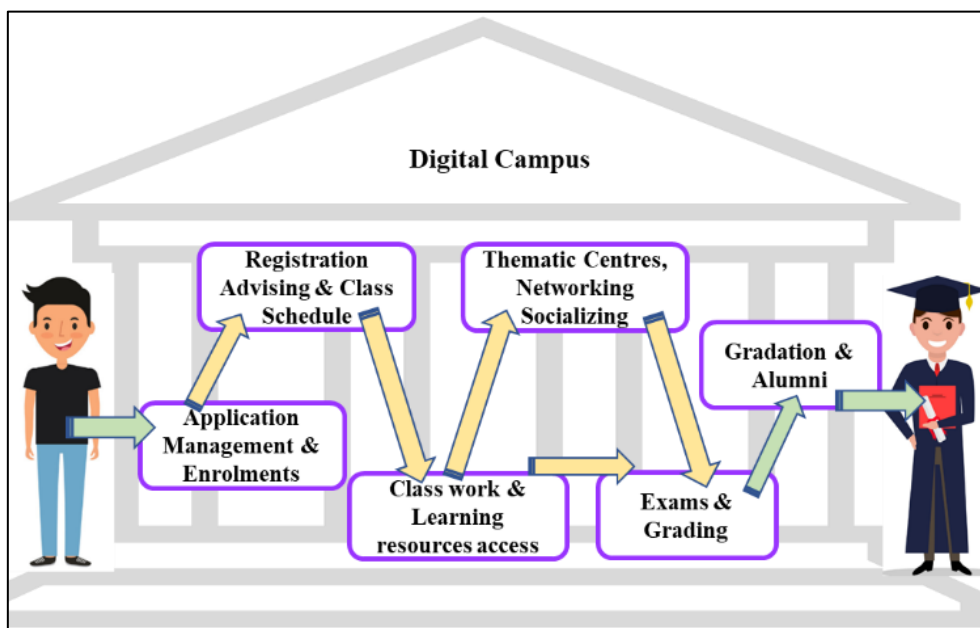 Digital Campus
Registration
Advising & Class
Schedule
Thematic Centres,
Networking
Socializing
Gradation &
Alumni
Application
Management &
Enrolments
Class work &
Learning
resources access
Exams &
Grading